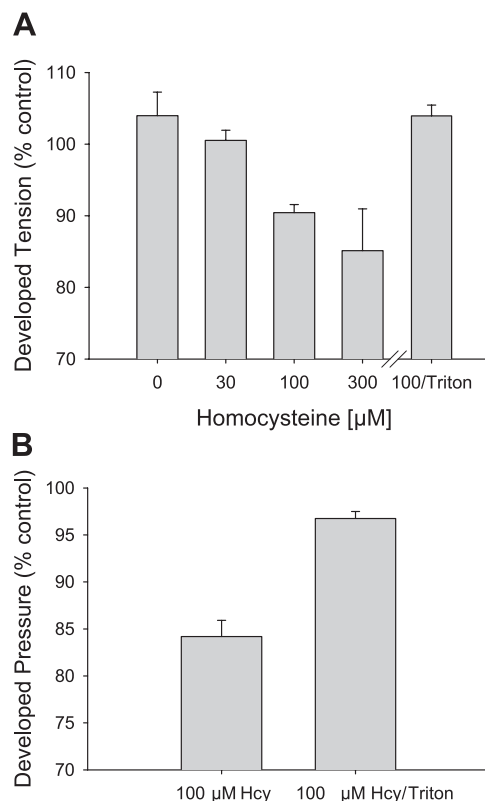 A
Developed Tension (% control)
110
100
90
80
70
0 30 100 300 100/Triton
Homocysteine [µM]
B
Developed Pressure (% control)
100
95
90
85
80
75
70
100 µM Hcy 100 µM Hcy/Triton